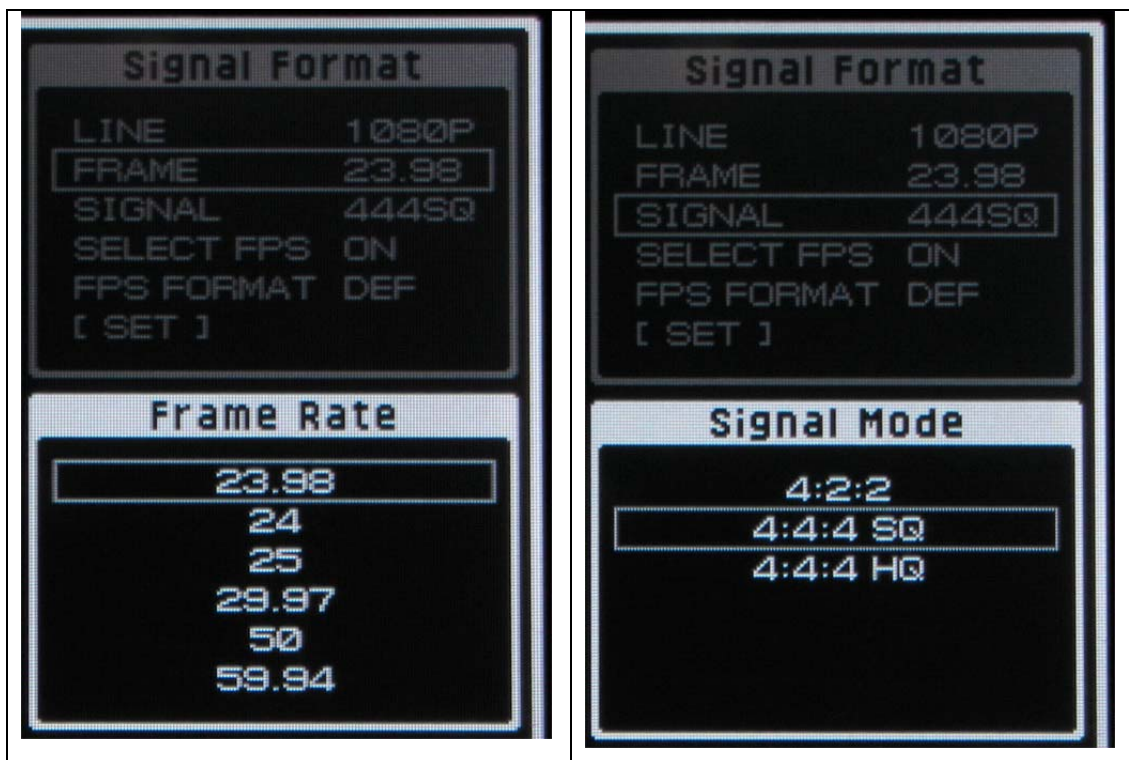 Signal Format
LINE 1080P
FRAME 23.98
SIGNAL 444SQ
SELECT FPS ON
FPS FORMAT DEF
[ SET ]
Frame Rate
23.98
24
25
29.97
50
59.94
Signal Format
LINE 1080P
FRAME 23.98
SIGNAL 444SQ
SELECT FPS ON
FPS FORMAT DEF
[ SET ]
Signal Mode
4:2:2
4:4:4 SQ
4:4:4 HQ